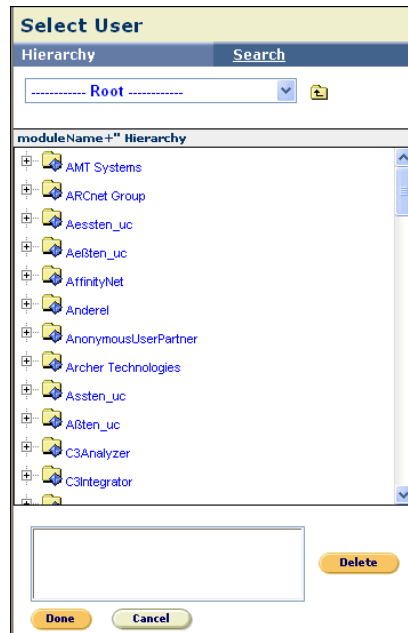 Select User
Hierarchy Search
------------ Root ------------
moduleName+" Hierarchy
AMT Systems
ARCnet Group
Aessten_uc
Aeßten_uc
AffinityNet
Anderel
AnonymousUserPartner
Archer Technologies
Assten_uc
Aßten_uc
C3Analyzer
C3Integrator
Delete
Done Cancel